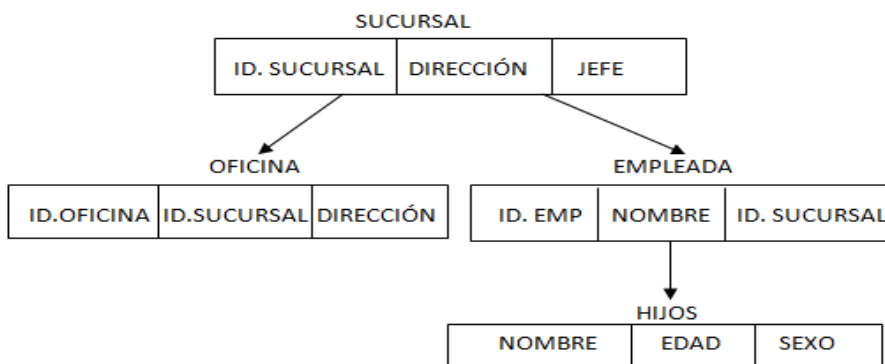 SUCURSAL
ID. SUCURSAL DIRECCIÓN JEFE
OFICINA EMPLEADA
ID.OFICINA ID.SUCURSAL DIRECCIÓN ID. EMP NOMBRE ID. SUCURSAL
HIJOS
NOMBRE EDAD SEXO